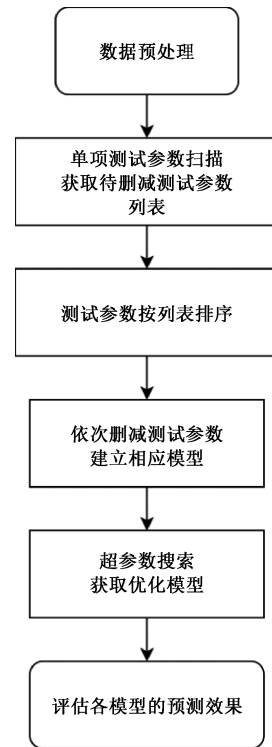 数据预处理
单项测试参数扫描
获取待删减测试参数
列表
测试参数按列表排序
依次删减测试参数
建立相应模型
超参数搜索
获取优化模型
评估各模型的预测效果